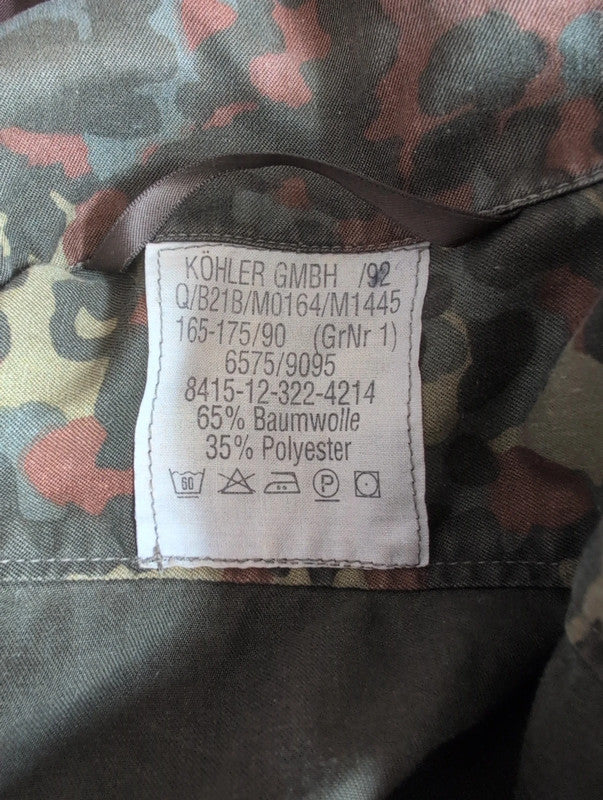 KÖHLER GMBH /92
Q/B21B/M0164/M1445
165-175/90 (GrNr 1)
6575/9095
8415-12-322-4214
65% Baumwolle
35% Polyester
60 P